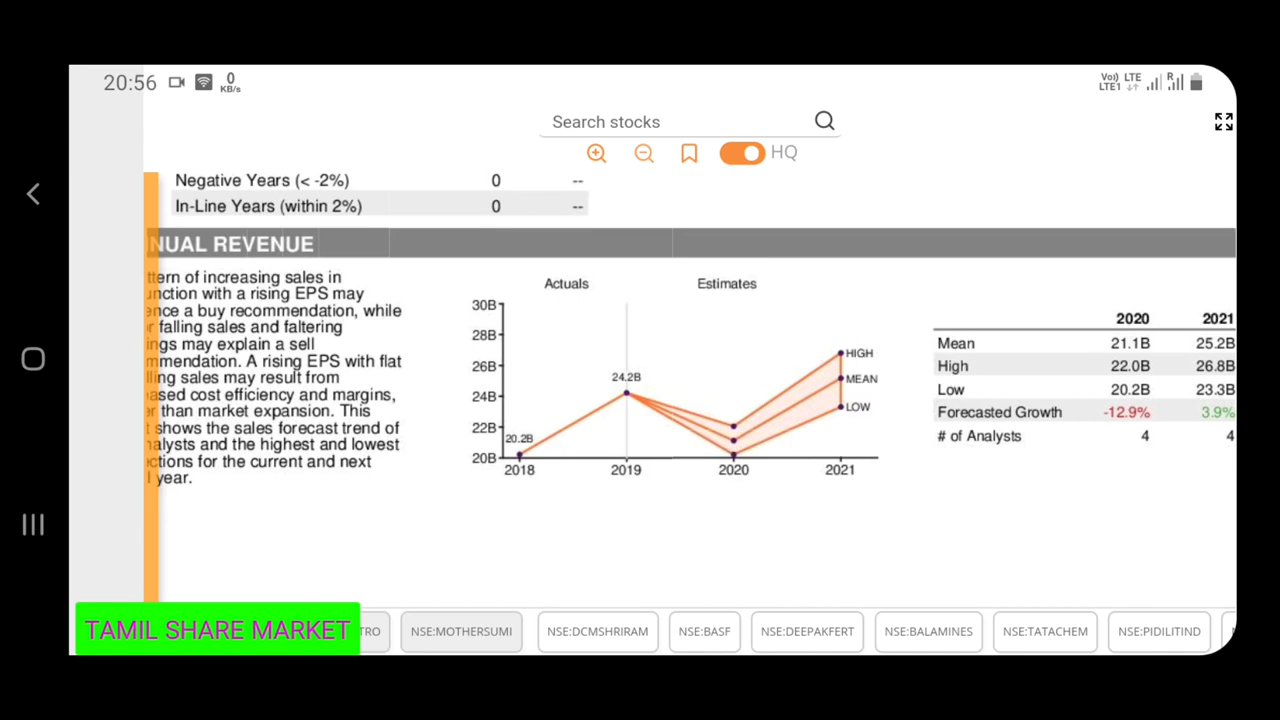 20:56
0
KB/s
Vo)) LTE
LTE1
R
Search stocks
HQ
Negative Years (< -2%) 0 --
In-Line Years (within 2%) 0 --
NUAL REVENUE
ttern of increasing sales in
unction with a rising EPS may
ence a buy recommendation, while
r falling sales and faltering
ings may explain a sell
mmendation. A rising EPS with flat
lling sales may result from
eased cost efficiency and margins,
er than market expansion. This
t shows the sales forecast trend of
nalysts and the highest and lowest
ections for the current and next
l year.
Actuals Estimates
30B
28B
26B
24B
22B
20B
20.2B
24.2B
HIGH
MEAN
LOW
2018 2019 2020 2021
2020 2021
Mean 21.1B 25.2B
High 22.0B 26.8B
Low 20.2B 23.3B
Forecasted Growth -12.9% 3.9%
# of Analysts 4 4
TAMIL SHARE MARKET
TRO NSE:MOTHERSUMI NSE:DCMSHRIRAM NSE:BASF NSE:DEEPAKFERT NSE:BALAMINES NSE:TATACHEM NSE:PIDILITIND